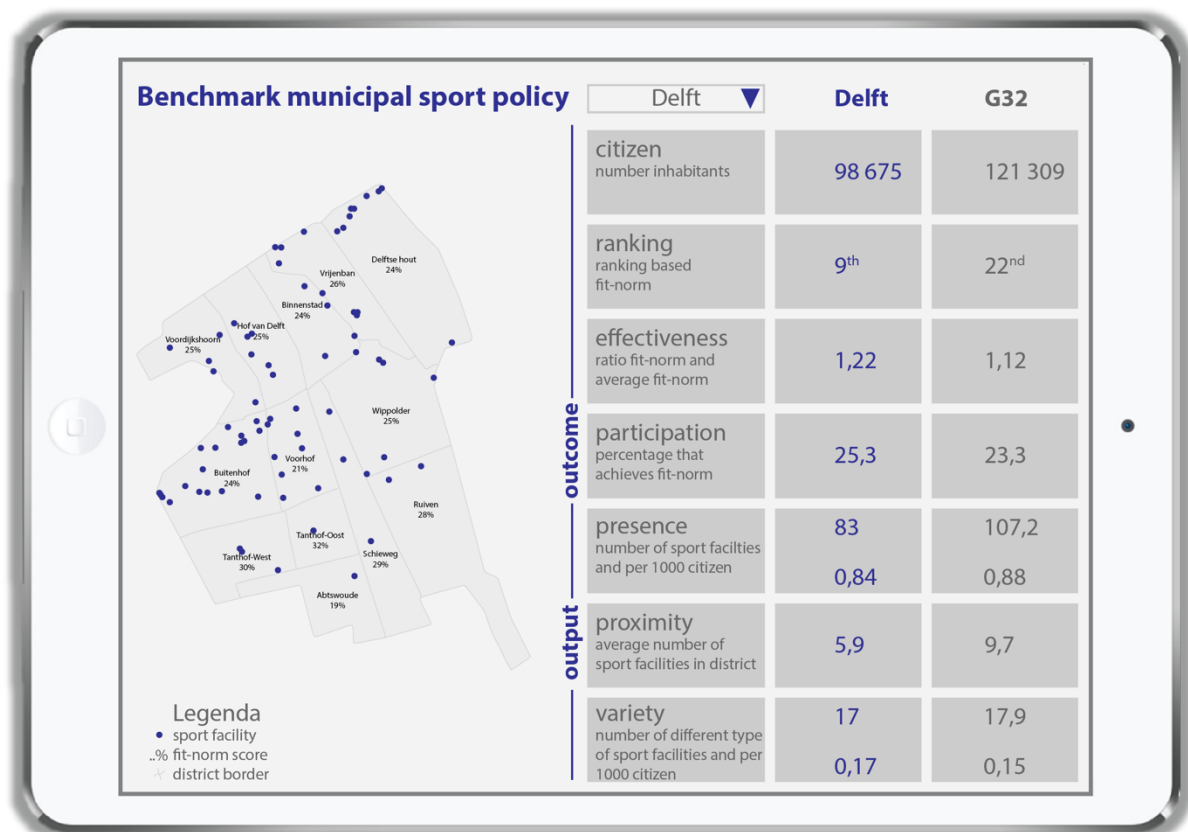 Benchmark municipal sport policy
Delft
Delft
G32
Delftse hout
24%
Vrijenban
26%
Binnenstad
24%
Hof van Delft
25%
Voordijkshoorn
25%
Wippolder
25%
Voorhof
21%
Buitenhof
24%
Ruiven
28%
Tanthof-Oost
32%
Tanthof-West
30%
Schieweg
29%
Abtswoude
19%
Legenda
sport facility
..% fit-norm score
district border
outcome
output
citizen
number inhabitants
98 675
121 309
ranking
ranking based
fit-norm
9th
22nd
effectiveness
ratio fit-norm and
average fit-norm
1,22
1,12
participation
percentage that
achieves fit-norm
25,3
23,3
presence
number of sport facilties
and per 1000 citizen
83
107,2
0,84
0,88
proximity
average number of
sport facilities in district
5,9
9,7
variety
number of different type
of sport facilities and per
1000 citizen
17
17,9
0,17
0,15